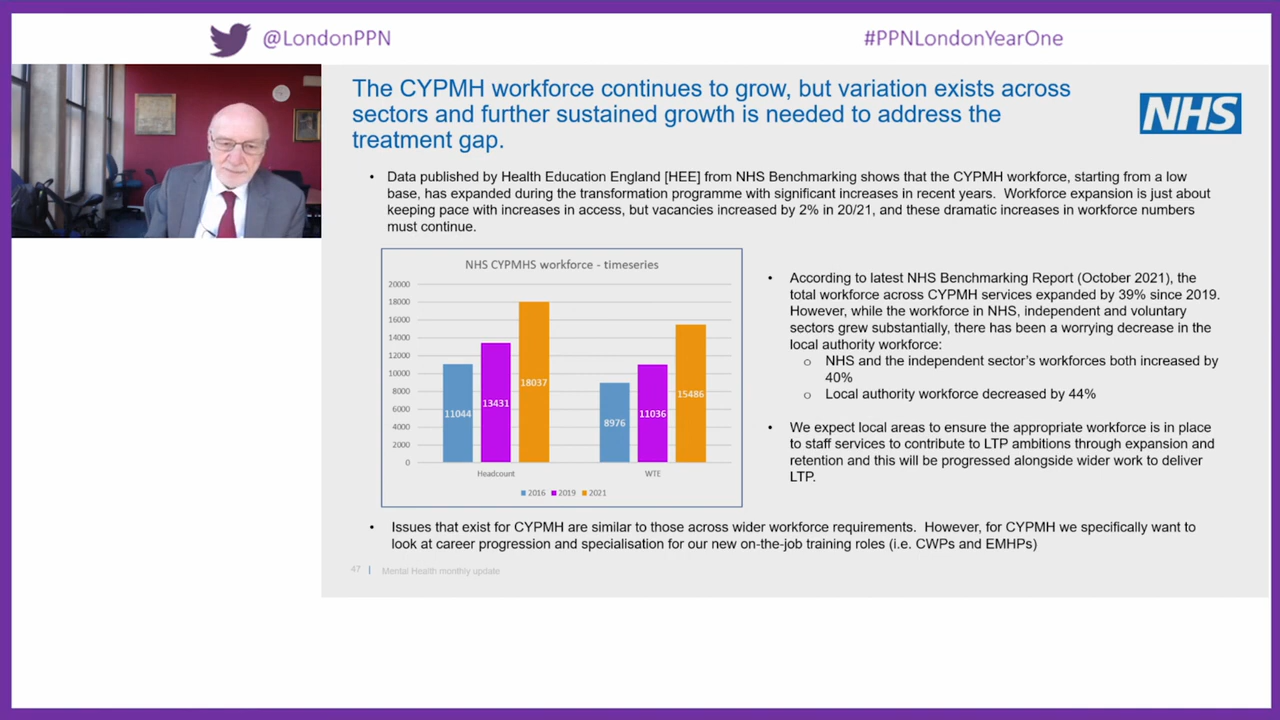 @LondonPPN
#PPNLondonYearOne
The CYPMH workforce continues to grow, but variation exists across
sectors and further sustained growth is needed to address the
treatment gap.
NHS
• Data published by Health Education England [HEE] from NHS Benchmarking shows that the CYPMH workforce, starting from a low
base, has expanded during the transformation programme with significant increases in recent years. Workforce expansion is just about
keeping pace with increases in access, but vacancies increased by 2% in 20/21, and these dramatic increases in workforce numbers
must continue.
NHS CYPMHS workforce - timeseries
20000
18000
16000
14000
12000
10000
8000
6000
4000
2000
0
11044
13431
18037
8976
11036
15486
Headcount
WTE
2016 2019 2021
• According to latest NHS Benchmarking Report (October 2021), the
total workforce across CYPMH services expanded by 39% since 2019.
However, while the workforce in NHS, independent and voluntary
sectors grew substantially, there has been a worrying decrease in the
local authority workforce:
o NHS and the independent sector's workforces both increased by
40%
o Local authority workforce decreased by 44%
• We expect local areas to ensure the appropriate workforce is in place
to staff services to contribute to LTP ambitions through expansion and
retention and this will be progressed alongside wider work to deliver
LTP.
• Issues that exist for CYPMH are similar to those across wider workforce requirements. However, for CYPMH we specifically want to
look at career progression and specialisation for our new on-the-job training roles (i.e. CWPs and EMHPs)
47 | Mental Health monthly update